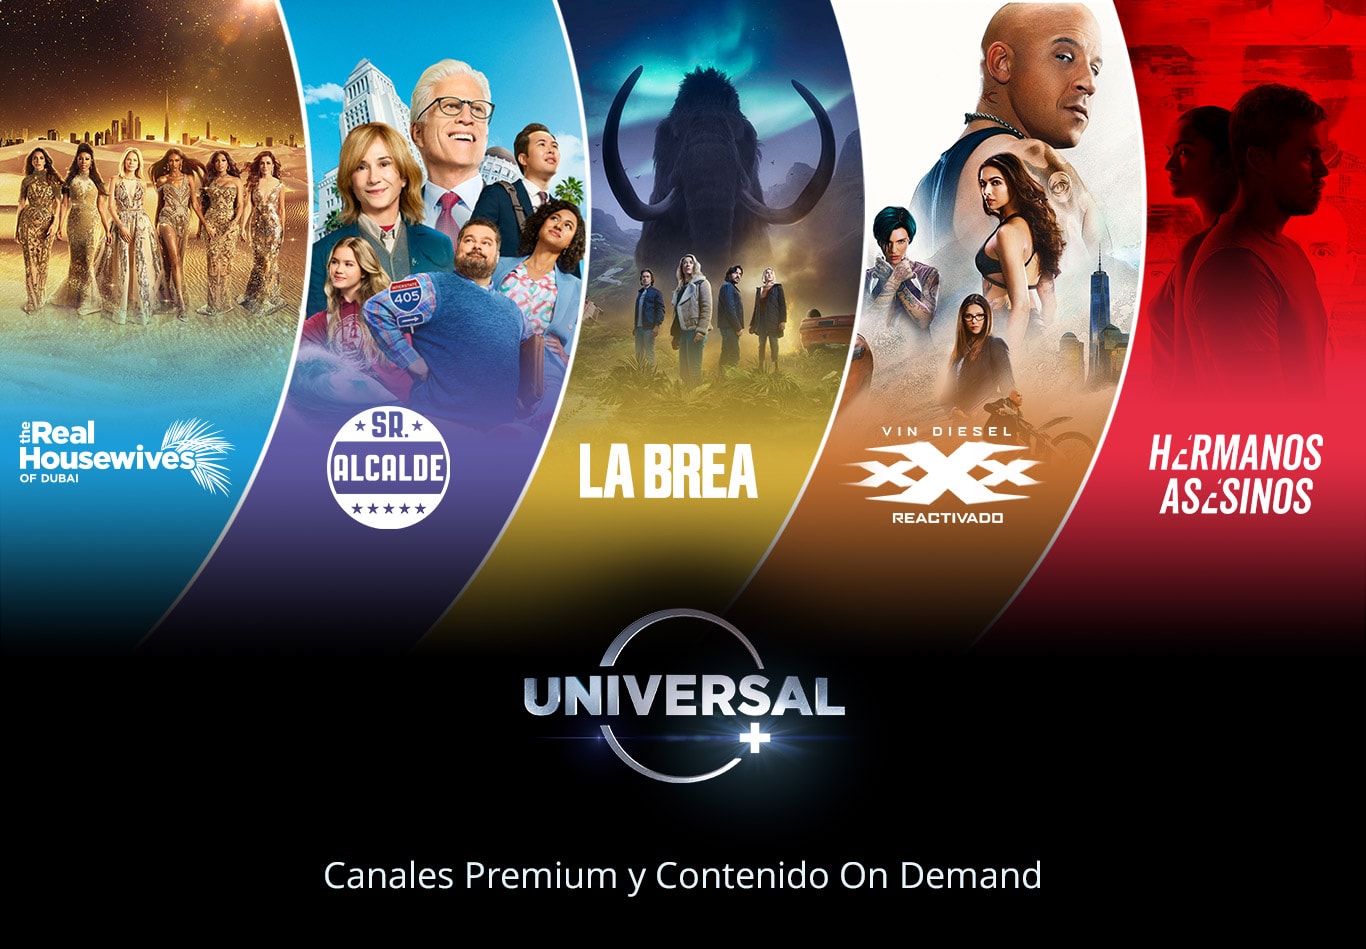 the Real
Housewives
OF DUBAI
INTERSTATE
405
SR.
ALCALDE
LA BREA
VIN DIESEL
xXx
REACTIVADO
HERMANOS
ASESINOS
UNIVERSAL
+
Canales Premium y Contenido On Demand